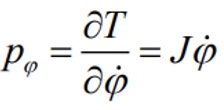 p_φ = ∂T/∂φ̇ = Jφ̇